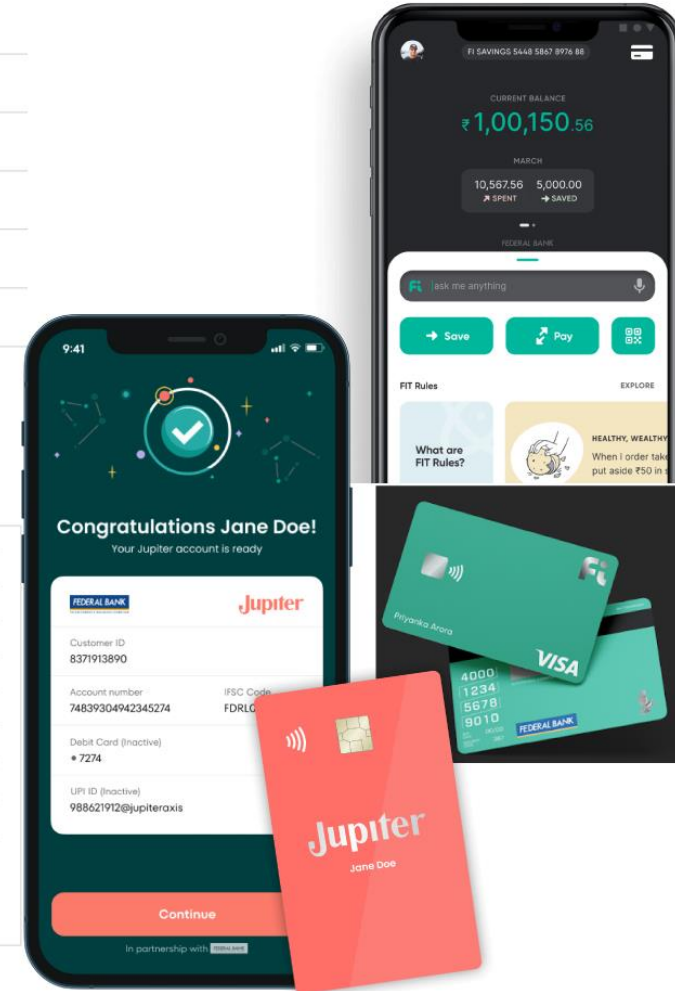 FI SAVINGS 5448 5867 8976 88
CURRENT BALANCE
₹1,00,150.56
MARCH
10,567.56 5,000.00
SPENT SAVED
FEDERAL BANK
Fi ask me anything
Save Pay
FIT Rules EXPLORE
What are
FIT Rules?
HEALTHY, WEALTHY
When I order take
put aside ₹50 in
9:41
Congratulations Jane Doe!
Your Jupiter account is ready
FEDERAL BANK Jupiter
Customer ID
8371913890
Account number IFSC Code
74839304942345274
Debit Card (Inactive)
7274
UPI ID (Inactive)
988621912@jupiteraxis
Continue
In partnership with FEDERAL BANK
Jupiter
Jane Doe
Fi
Priyanka Arora
VISA
4000
1234
5678
9010
FEDERAL BANK